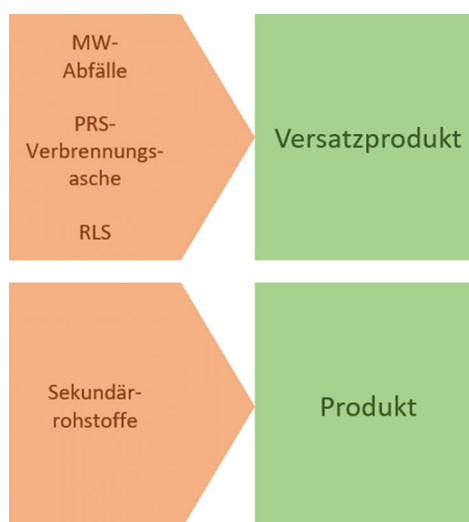 MW-
Abfälle
PRS-
Verbrennungs-
asche
RLS
Versatzprodukt
Sekundär-
rohstoffe
Produkt